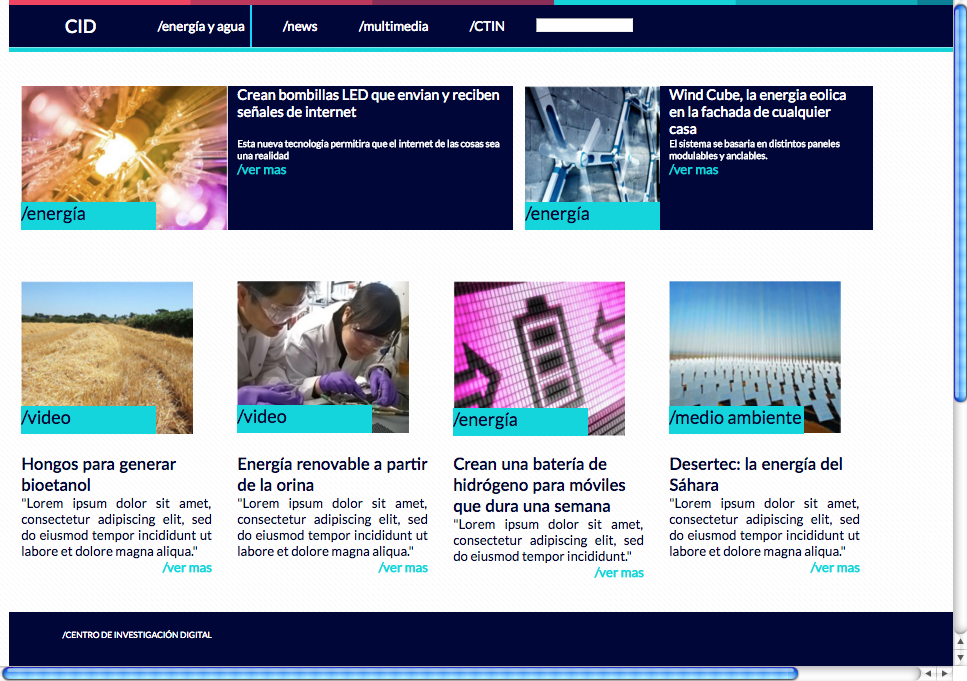 CID /energía y agua /news /multimedia /CTIN
Crean bombillas LED que envian y reciben
señales de internet
Esta nueva tecnologia permitira que el internet de las cosas sea
una realidad
/ver mas
/energía
Wind Cube, la energia eolica
en la fachada de cualquier
casa
El sistema se basaria en distintos paneles
modulables y anclables.
/ver mas
/energía
/video
Hongos para generar
bioetanol
"Lorem ipsum dolor sit amet,
consectetur adipiscing elit, sed
do eiusmod tempor incididunt ut
labore et dolore magna aliqua."
/ver mas
/video
Energía renovable a partir
de la orina
"Lorem ipsum dolor sit amet,
consectetur adipiscing elit, sed
do eiusmod tempor incididunt ut
labore et dolore magna aliqua."
/ver mas
/energía
Crean una batería de
hidrógeno para móviles
que dura una semana
"Lorem ipsum dolor sit amet,
consectetur adipiscing elit, sed
do eiusmod tempor incididunt."
/ver mas
/medio ambiente
Desertec: la energía del
Sáhara
"Lorem ipsum dolor sit amet,
consectetur adipiscing elit, sed
do eiusmod tempor incididunt ut
labore et dolore magna aliqua."
/ver mas
/CENTRO DE INVESTIGACIÓN DIGITAL